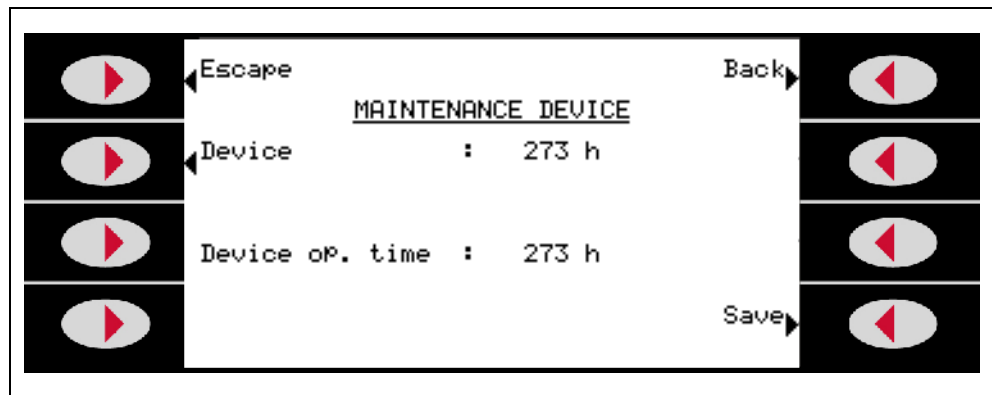 Escape Back
MAINTENANCE DEVICE
Device : 273 h
Device op. time : 273 h
Save